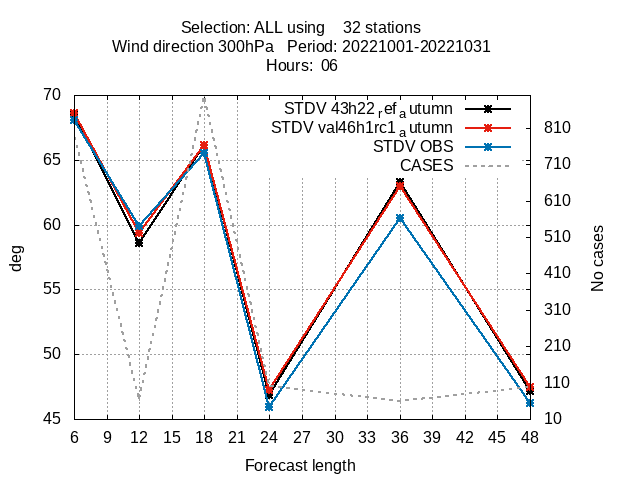 Selection: ALL using 32 stations
Wind direction 300hPa Period: 20221001-20221031
Hours: 06
STDV 43h22refautumn
STDV val46h1rc1autumn
STDV OBS
CASES
70
65
60
55
50
45
deg
810
710
610
510
410
310
210
110
10
No cases
6 9 12 15 18 21 24 27 30 33 36 39 42 45 48
Forecast length